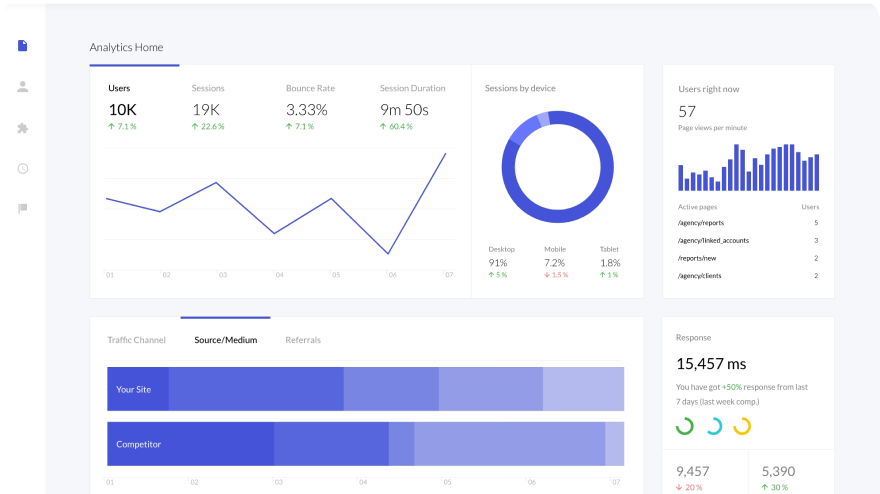 Analytics Home
Users Sessions Bounce Rate Session Duration
10K 19K 3.33% 9m 50s
↑ 7.1% ↑ 22.6% ↑ 7.1% ↑ 60.4%
01 02 03 04 05 06 07
Sessions by device
Desktop Mobile Tablet
91% 7.2% 1.8%
↑ 5% ↓ 1.5% ↑ 1%
Users right now
57
Page views per minute
Active pages Users
/agency/reports 5
/agency/linked_accounts 3
/reports/new 2
/agency/clients 2
Traffic Channel Source/Medium Referrals
Your Site
Competitor
01 02 03 04 05 06 07
Response
15,457 ms
You have got +50% response from last
7 days (last week comp.)
9,457 5,390
↓ 20% ↑ 30%